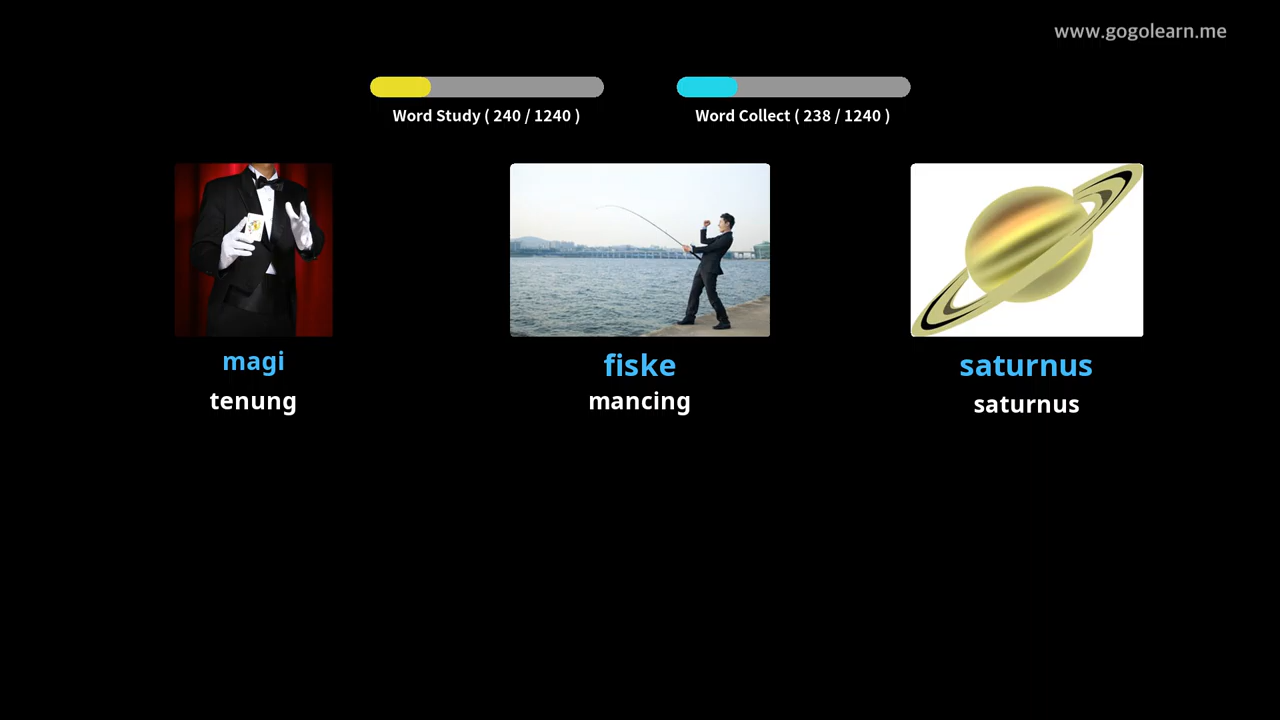 www.gogolearn.me
Word Study ( 240 / 1240 )
Word Collect ( 238 / 1240 )
magi
tenung
fiske
mancing
saturnus
saturnus